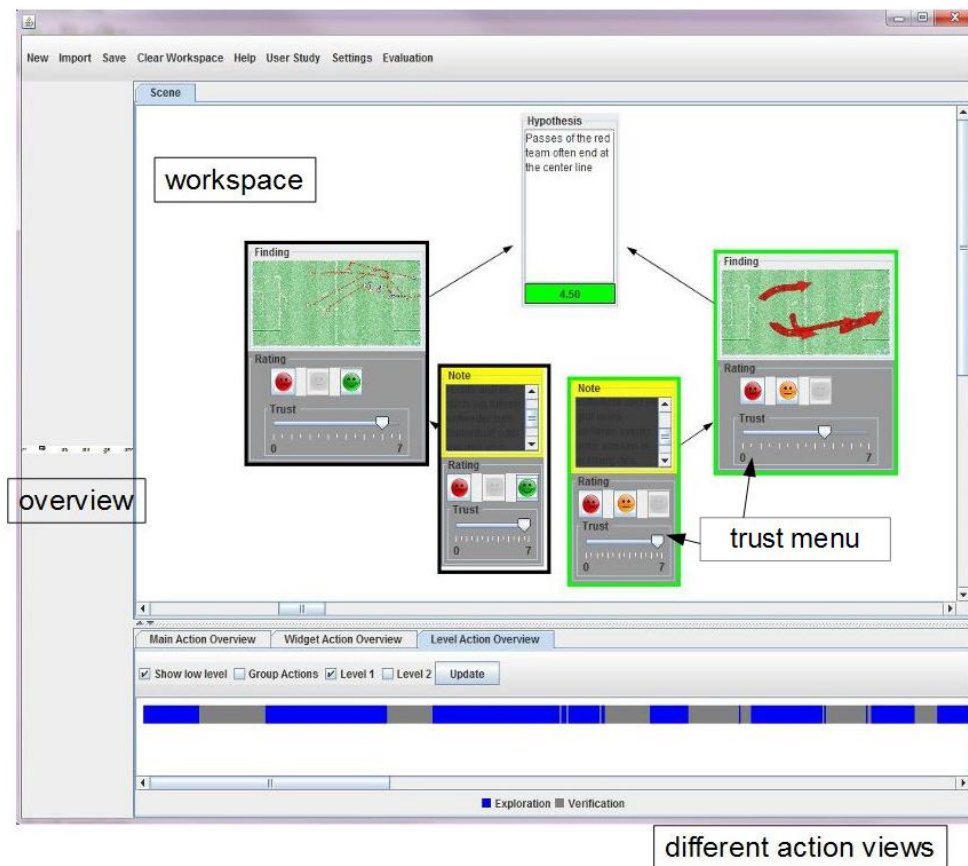 New Import Save Clear Workspace Help User Study Settings Evaluation
Scene
workspace
Hypothesis
Passes of the red
team often end at
the center line
4.50
Finding
Rating
Trust
0 7
Note
Rating
Trust
0 7
Note
Rating
Trust
0 7
Finding
Rating
Trust
0 7
trust menu
overview
Main Action Overview Widget Action Overview Level Action Overview
Show low level Group Actions Level 1 Level 2 Update
Exploration Verification
different action views